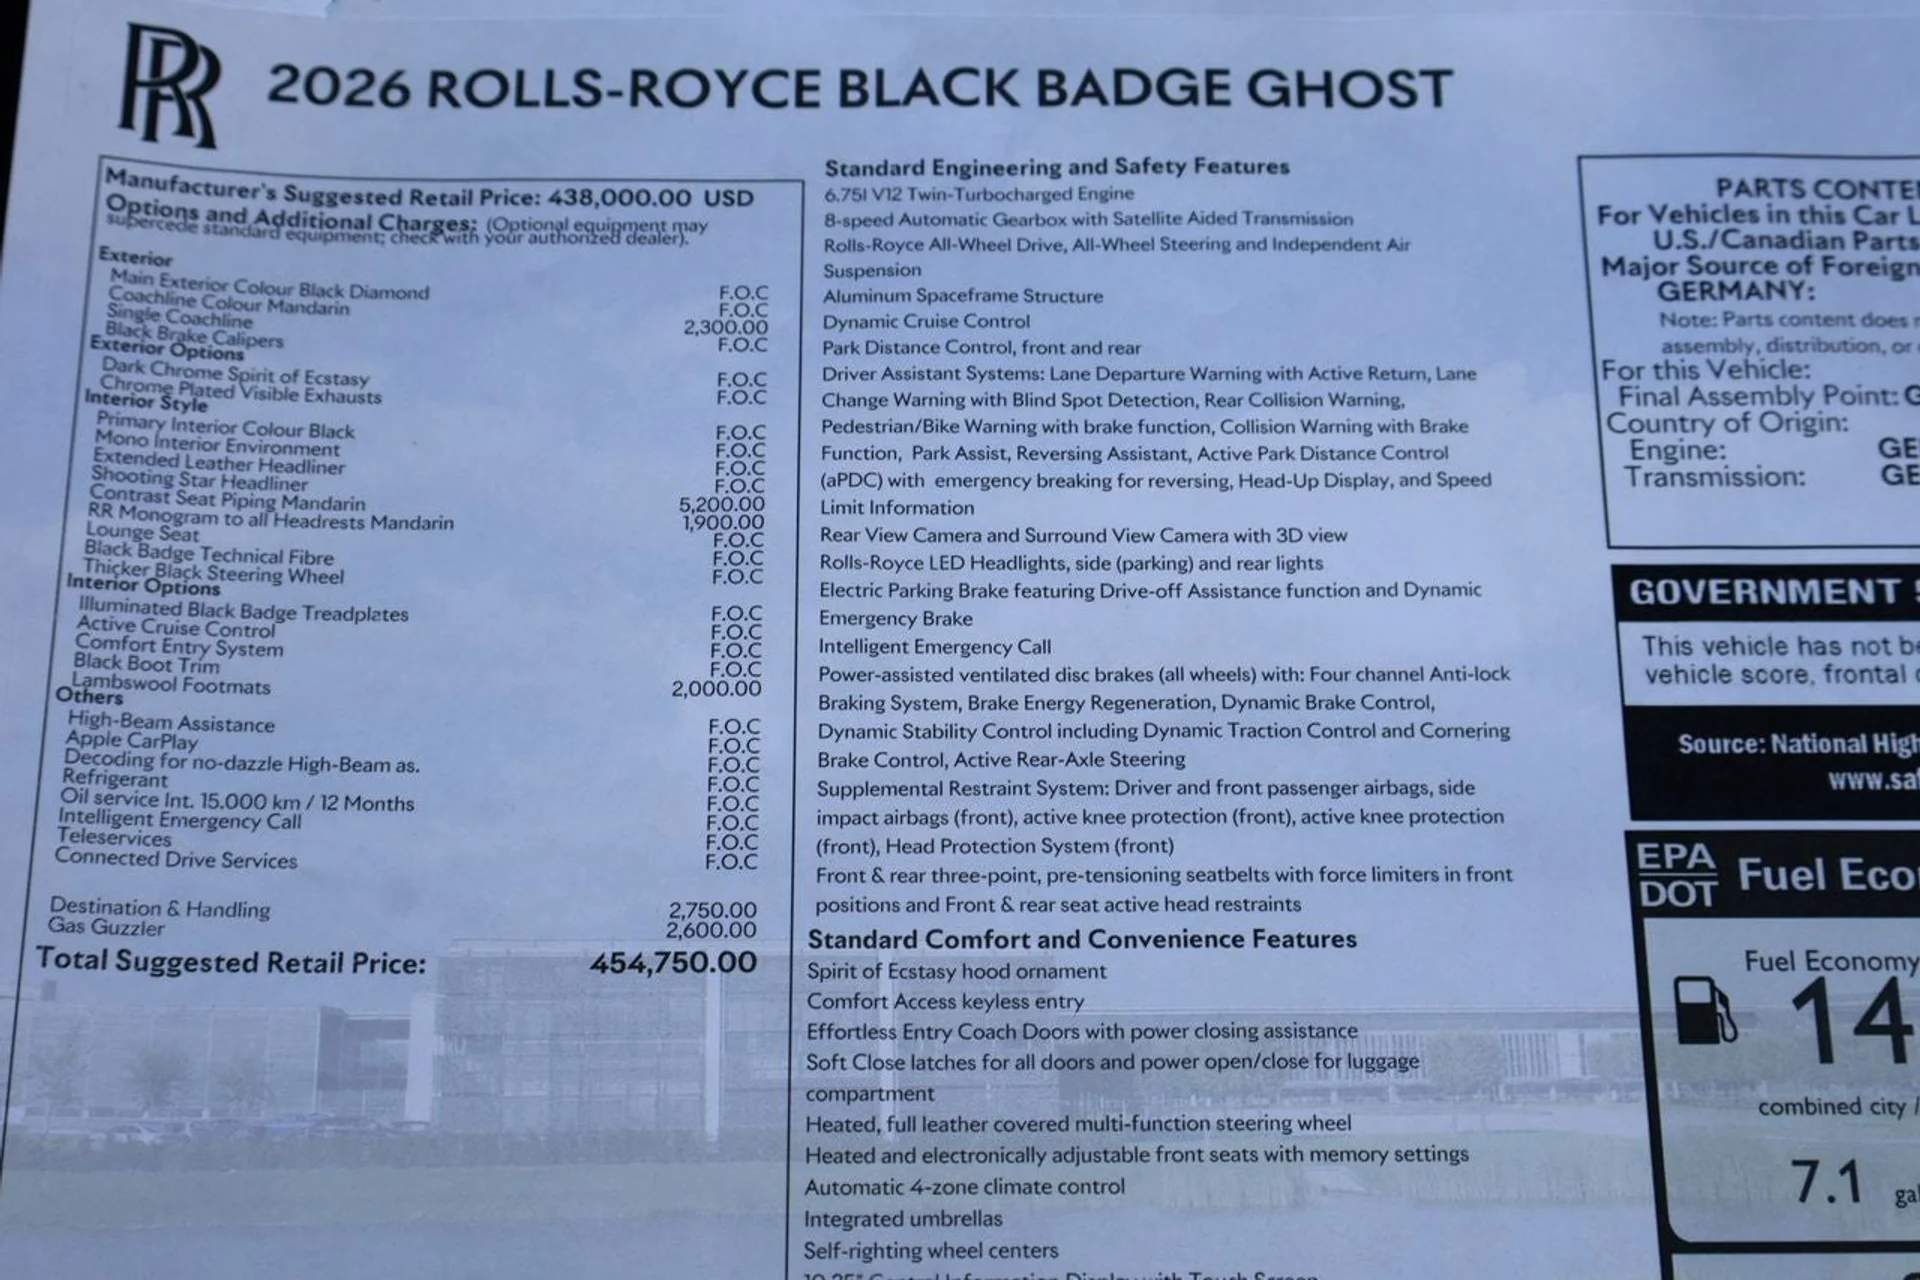 RR
2026 ROLLS-ROYCE BLACK BADGE GHOST
Manufacturer's Suggested Retail Price: 438,000.00 USD
Options and Additional Charges: (Optional equipment may
supercede standard equipment; check with your authorized dealer).
Exterior
Main Exterior Colour Black Diamond F.O.C
Coachline Colour Mandarin F.O.C
Single Coachline 2,300.00
Black Brake Calipers F.O.C
Exterior Options
Dark Chrome Spirit of Ecstasy F.O.C
Chrome Plated Visible Exhausts F.O.C
Interior Style
Primary Interior Colour Black F.O.C
Mono Interior Environment F.O.C
Extended Leather Headliner F.O.C
Shooting Star Headliner F.O.C
Contrast Seat Piping Mandarin 5,200.00
RR Monogram to all Headrests Mandarin 1,900.00
Lounge Seat F.O.C
Black Badge Technical Fibre F.O.C
Thicker Black Steering Wheel F.O.C
Interior Options
Illuminated Black Badge Treadplates F.O.C
Active Cruise Control F.O.C
Comfort Entry System F.O.C
Black Boot Trim F.O.C
Lambswool Footmats 2,000.00
Others
High-Beam Assistance F.O.C
Apple CarPlay F.O.C
Decoding for no-dazzle High-Beam as. F.O.C
Refrigerant F.O.C
Oil service Int. 15.000 km / 12 Months F.O.C
Intelligent Emergency Call F.O.C
Teleservices F.O.C
Connected Drive Services F.O.C
Destination & Handling 2,750.00
Gas Guzzler 2,600.00
Total Suggested Retail Price: 454,750.00
Standard Engineering and Safety Features
6.75l V12 Twin-Turbocharged Engine
8-speed Automatic Gearbox with Satellite Aided Transmission
Rolls-Royce All-Wheel Drive, All-Wheel Steering and Independent Air
Suspension
Aluminum Spaceframe Structure
Dynamic Cruise Control
Park Distance Control, front and rear
Driver Assistant Systems: Lane Departure Warning with Active Return, Lane
Change Warning with Blind Spot Detection, Rear Collision Warning,
Pedestrian/Bike Warning with brake function, Collision Warning with Brake
Function, Park Assist, Reversing Assistant, Active Park Distance Control
(aPDC) with emergency breaking for reversing, Head-Up Display, and Speed
Limit Information
Rear View Camera and Surround View Camera with 3D view
Rolls-Royce LED Headlights, side (parking) and rear lights
Electric Parking Brake featuring Drive-off Assistance function and Dynamic
Emergency Brake
Intelligent Emergency Call
Power-assisted ventilated disc brakes (all wheels) with: Four channel Anti-lock
Braking System, Brake Energy Regeneration, Dynamic Brake Control,
Dynamic Stability Control including Dynamic Traction Control and Cornering
Brake Control, Active Rear-Axle Steering
Supplemental Restraint System: Driver and front passenger airbags, side
impact airbags (front), active knee protection (front), active knee protection
(front), Head Protection System (front)
Front & rear three-point, pre-tensioning seatbelts with force limiters in front
positions and Front & rear seat active head restraints
Standard Comfort and Convenience Features
Spirit of Ecstasy hood ornament
Comfort Access keyless entry
Effortless Entry Coach Doors with power closing assistance
Soft Close latches for all doors and power open/close for luggage
compartment
Heated, full leather covered multi-function steering wheel
Heated and electronically adjustable front seats with memory settings
Automatic 4-zone climate control
Integrated umbrellas
Self-righting wheel centers
PARTS CONTE
For Vehicles in this Car L
U.S./Canadian Parts
Major Source of Foreign
GERMANY:
Note: Parts content does
assembly, distribution, or
For this Vehicle:
Final Assembly Point: G
Country of Origin:
Engine: GE
Transmission: GE
GOVERNMENT
This vehicle has not be
vehicle score, frontal
Source: National High
www.sa
EPA
DOT
Fuel Eco
Fuel Economy
14
combined city /
7.1 gal